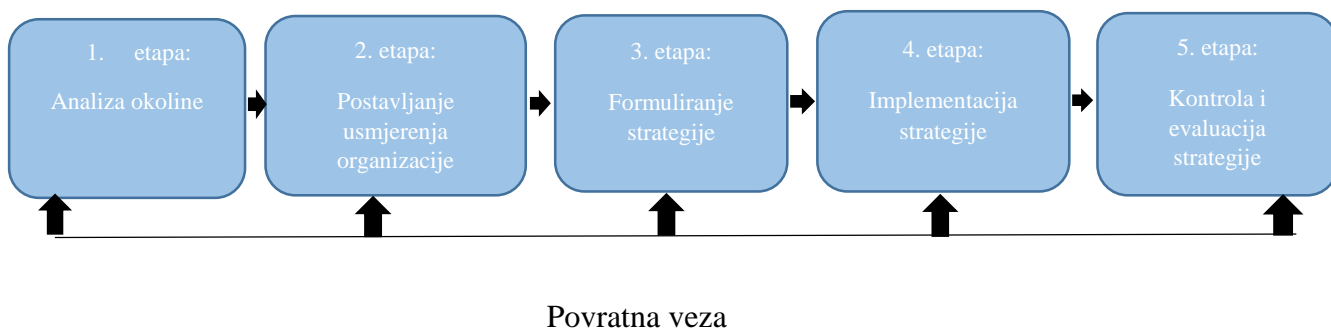 1. etapa:
Analiza okoline
2. etapa:
Postavljanje
usmjerenja
organizacije
3. etapa:
Formuliranje
strategije
4. etapa:
Implementacija
strategije
5. etapa:
Kontrola i
evaluacija
strategije
Povratna veza